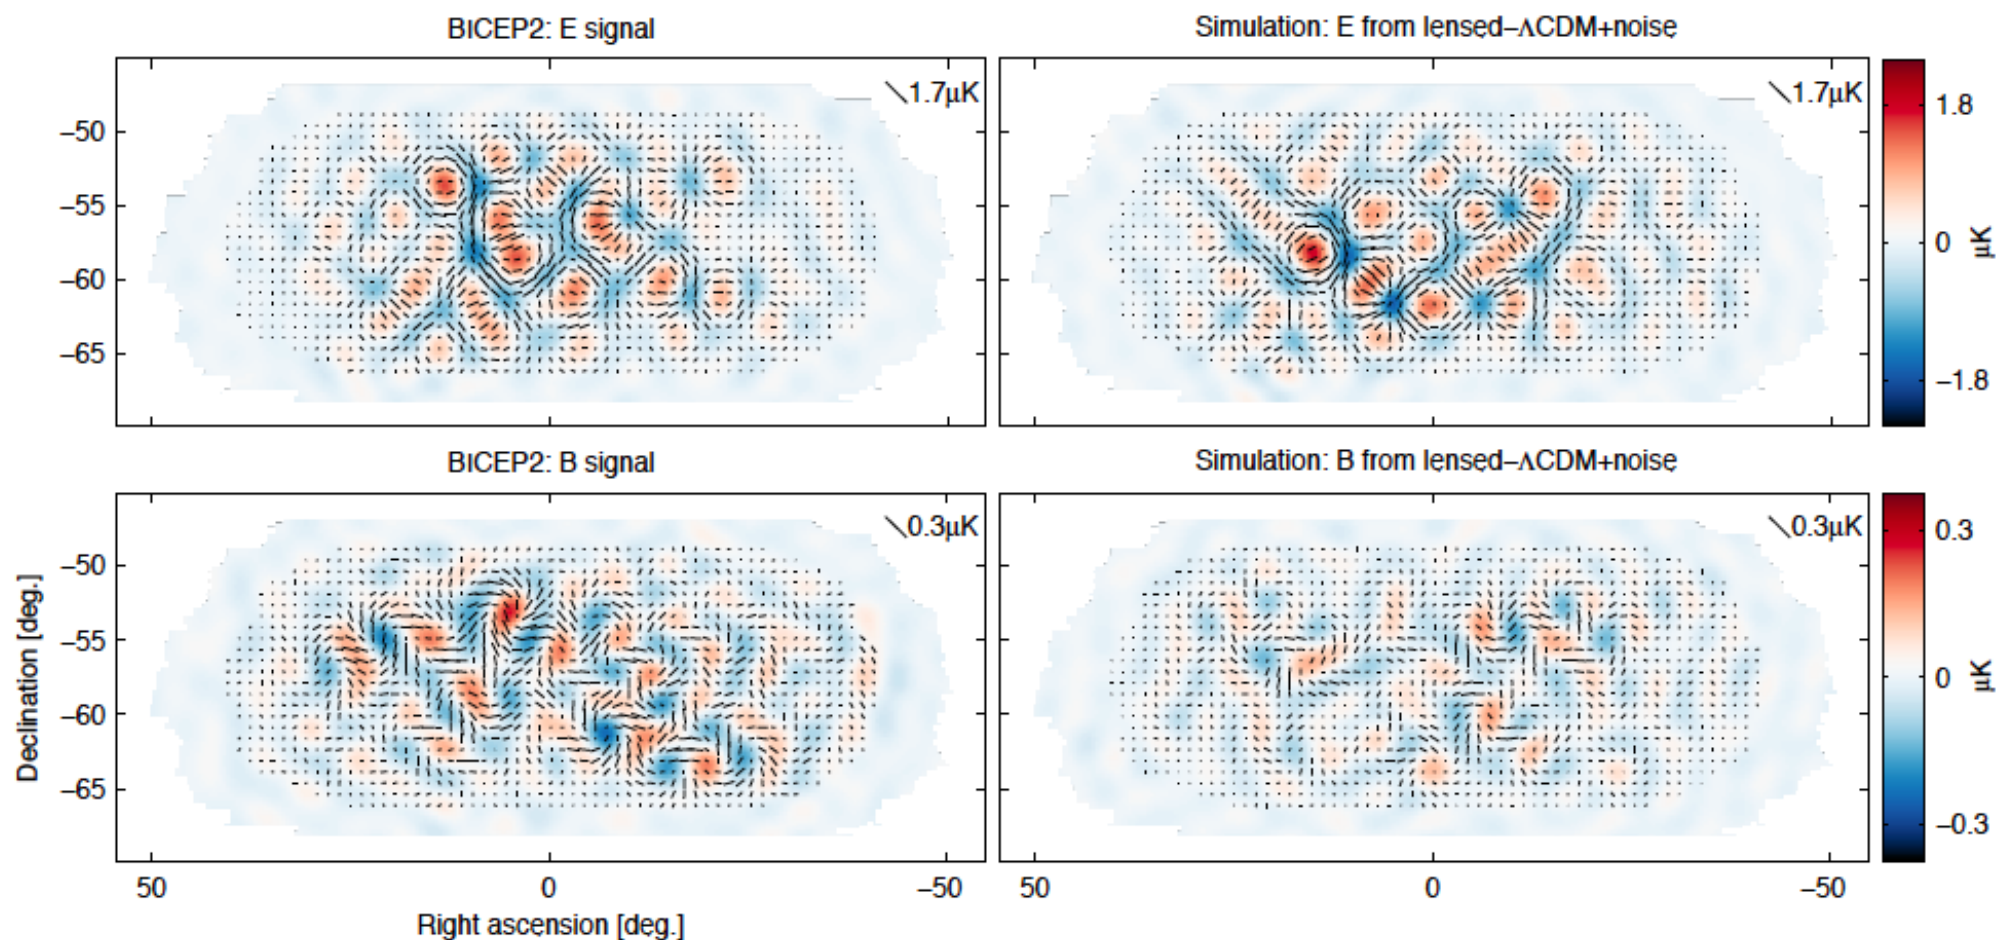 BICEP2: E signal
Simulation: E from lensed–ΛCDM+noise
1.7μK
1.7μK
−50
−55
−60
−65
1.8
0
−1.8
μK
BICEP2: B signal
Simulation: B from lensed–ΛCDM+noise
0.3μK
0.3μK
−50
−55
−60
−65
Declination [deg.]
0.3
0
−0.3
μK
50
0
−50
50
0
−50
Right ascension [deg.]